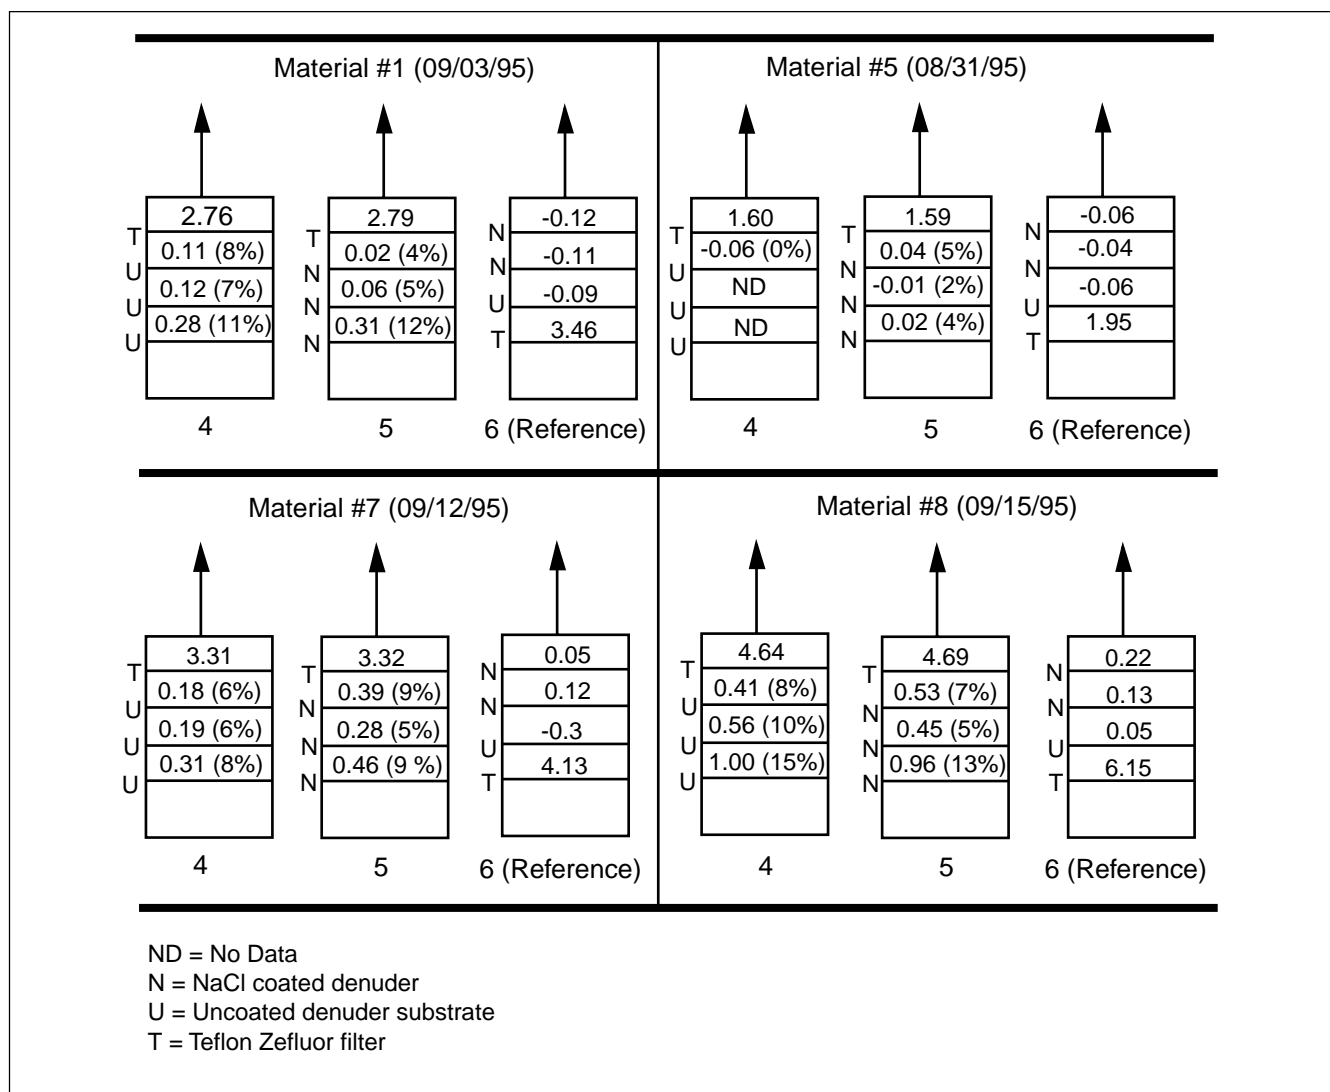 Material #1 (09/03/95)
T U U U
2.76
0.11 (8%)
0.12 (7%)
0.28 (11%)
4
T N N N
2.79
0.02 (4%)
0.06 (5%)
0.31 (12%)
5
N N U T
-0.12
-0.11
-0.09
3.46
6 (Reference)
Material #5 (08/31/95)
T U U U
1.60
-0.06 (0%)
ND
ND
4
T N N N
1.59
0.04 (5%)
-0.01 (2%)
0.02 (4%)
5
N N U T
-0.06
-0.04
-0.06
1.95
6 (Reference)
Material #7 (09/12/95)
T U U U
3.31
0.18 (6%)
0.19 (6%)
0.31 (8%)
4
T N N N
3.32
0.39 (9%)
0.28 (5%)
0.46 (9 %)
5
N N U T
0.05
0.12
-0.3
4.13
6 (Reference)
Material #8 (09/15/95)
T U U U
4.64
0.41 (8%)
0.56 (10%)
1.00 (15%)
4
T N N N
4.69
0.53 (7%)
0.45 (5%)
0.96 (13%)
5
N N U T
0.22
0.13
0.05
6.15
6 (Reference)
ND = No Data
N = NaCl coated denuder
U = Uncoated denuder substrate
T = Teflon Zefluor filter